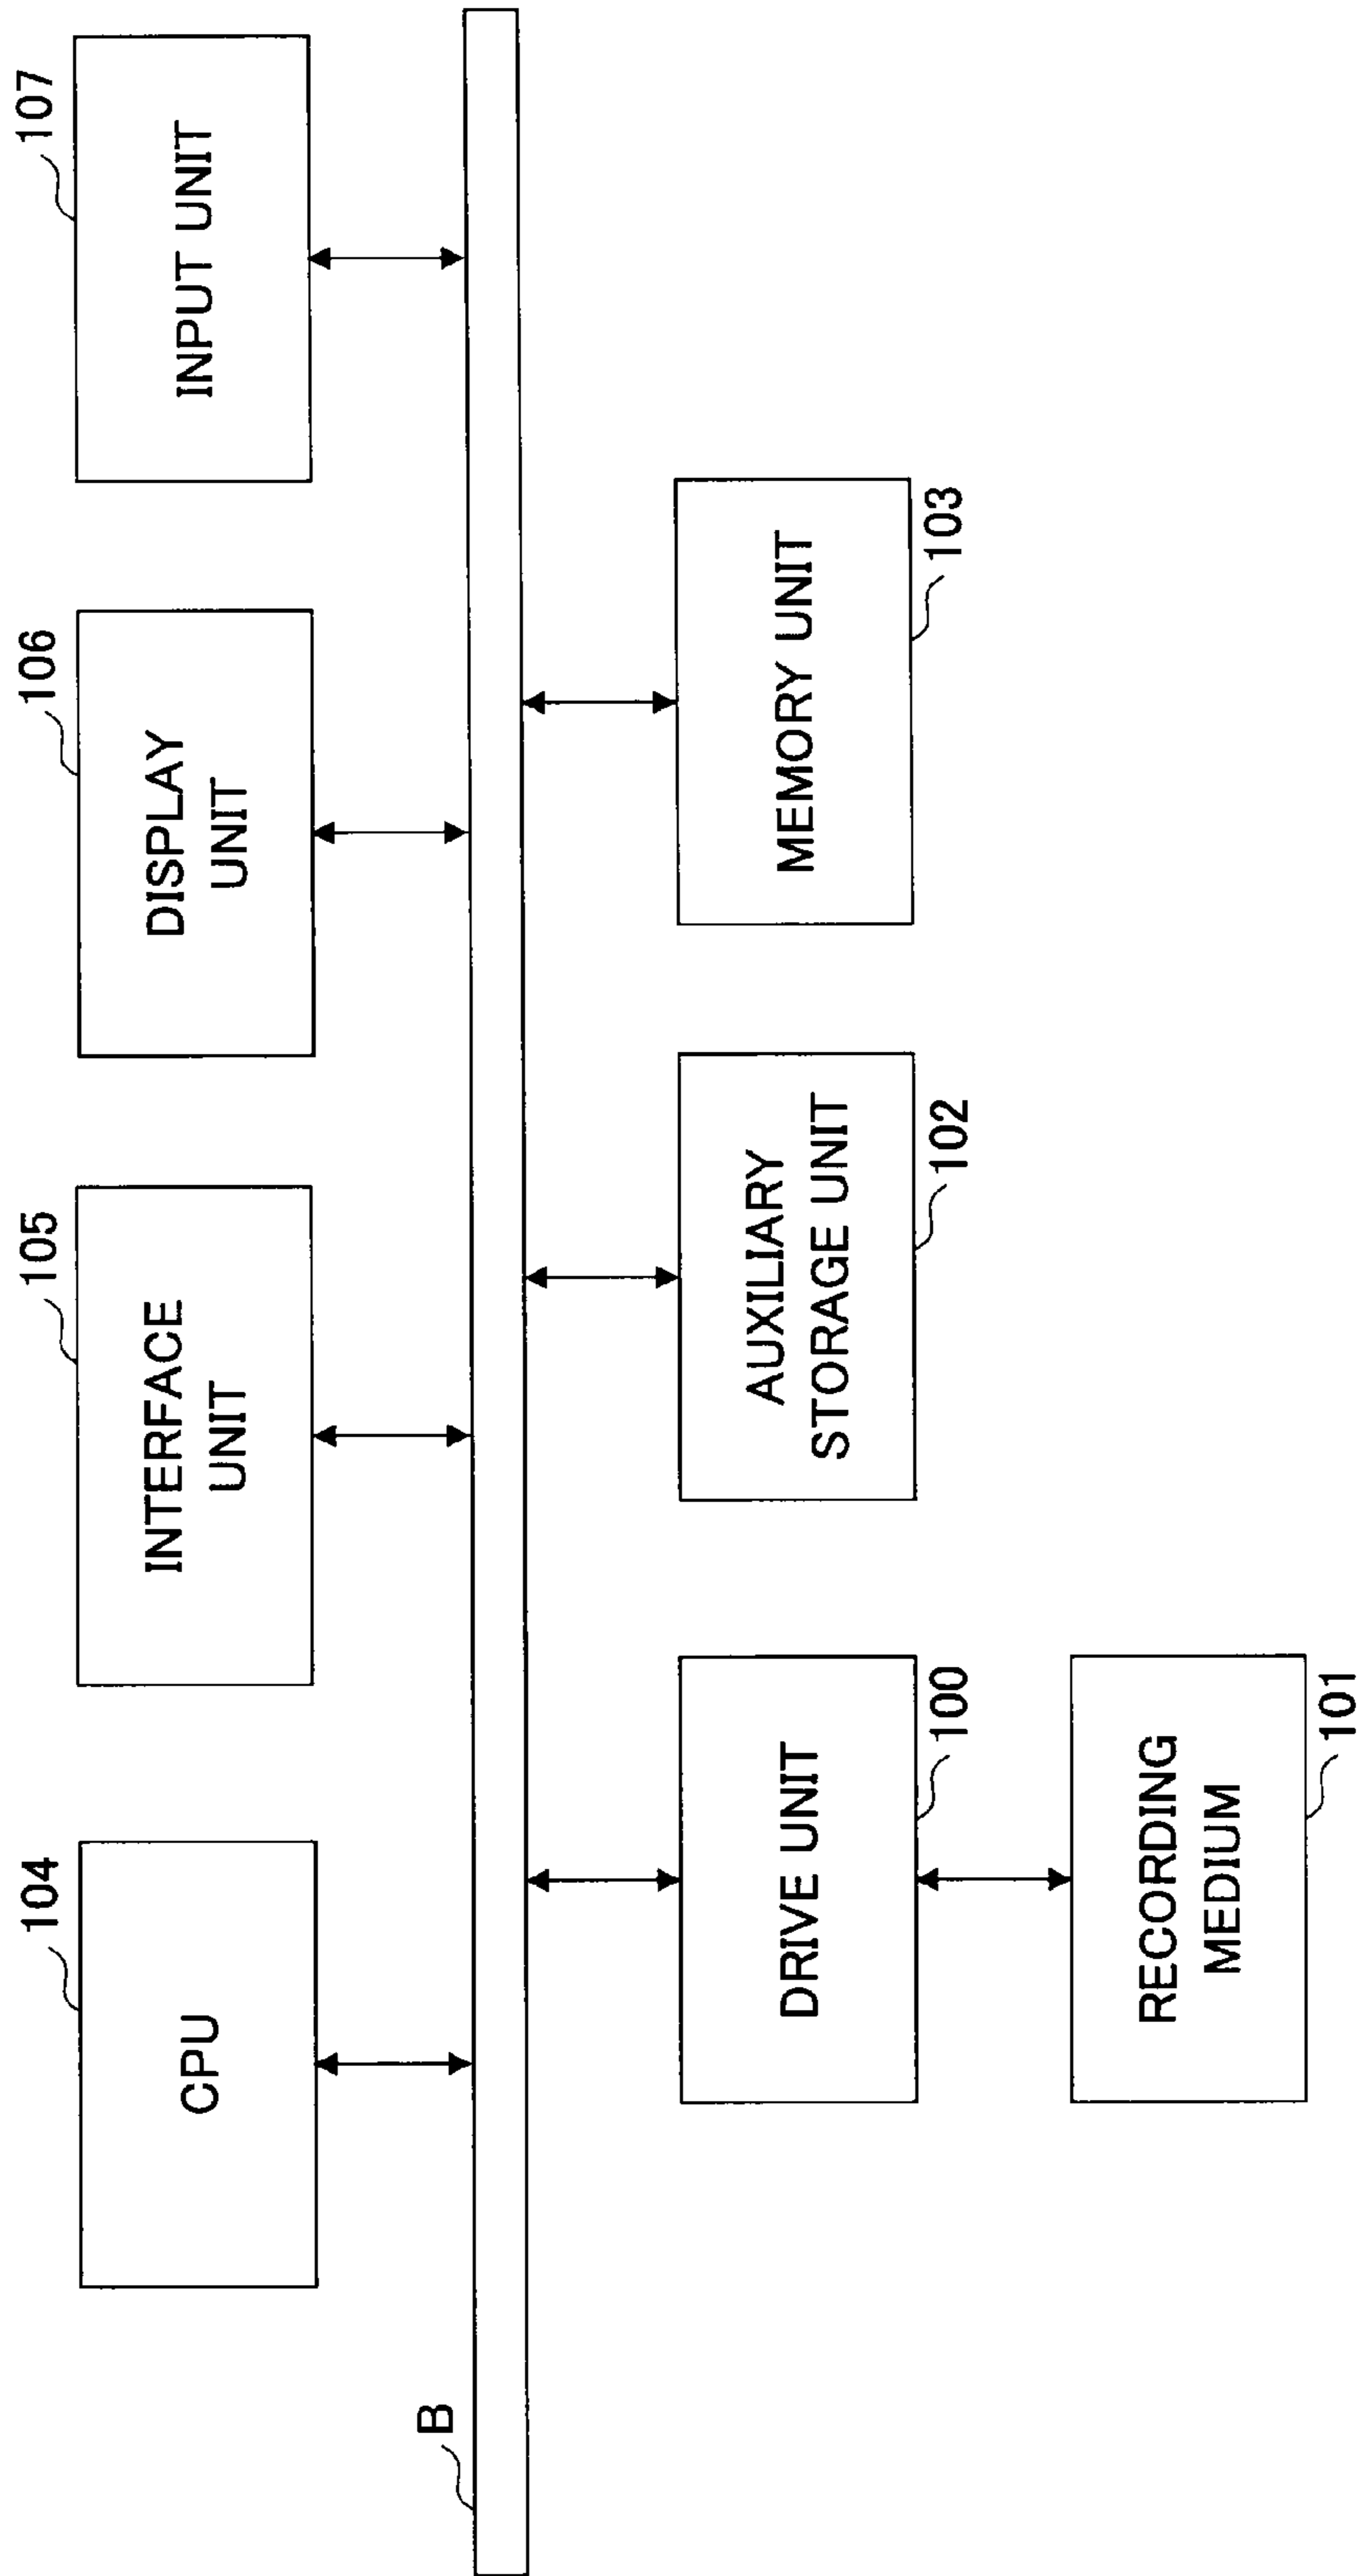 104
CPU
105
INTERFACE
UNIT
106
DISPLAY
UNIT
107
INPUT UNIT
B
DRIVE UNIT
100
AUXILIARY
STORAGE UNIT
102
MEMORY UNIT
103
RECORDING
MEDIUM
101